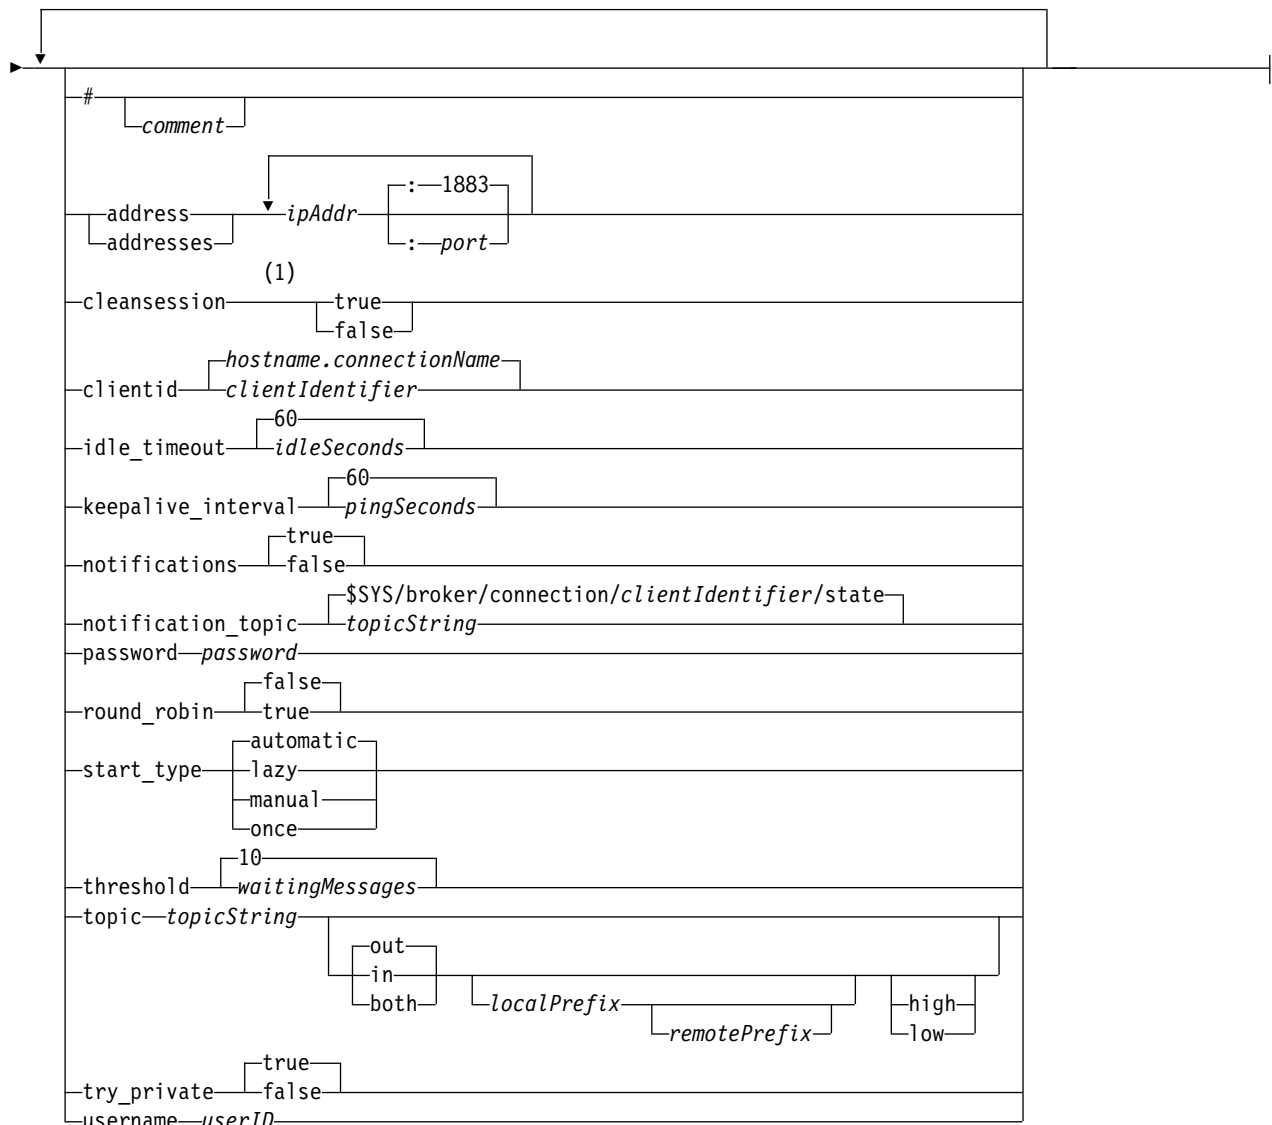 #
comment
: 1883
address ipAddr
addresses : port
(1)
cleansession true
false
hostname.connectionName
clientid clientIdentifier
60
idle_timeout idleSeconds
60
keepalive_interval pingSeconds
true
notifications false
$SYS/broker/connection/clientIdentifier/state
notification_topic topicString
password password
false
round_robin true
automatic
start_type lazy
manual
once
10
threshold waitingMessages
topic topicString
out
in
both localPrefix high
remotePrefix low
true
try_private false
username userID